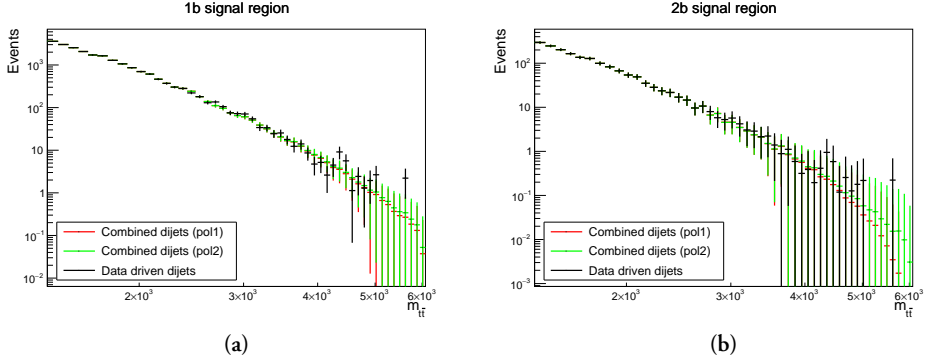 1b signal region
Events
10³
10²
10
1
10⁻¹
10⁻²
Combined dijets (pol1)
Combined dijets (pol2)
Data driven dijets
2×10³
3×10³
4×10³
5×10³
6×10³
m_tt̄
(a)
2b signal region
Events
10²
10
1
10⁻¹
10⁻²
10⁻³
Combined dijets (pol1)
Combined dijets (pol2)
Data driven dijets
2×10³
3×10³
4×10³
5×10³
6×10³
m_tt̄
(b)